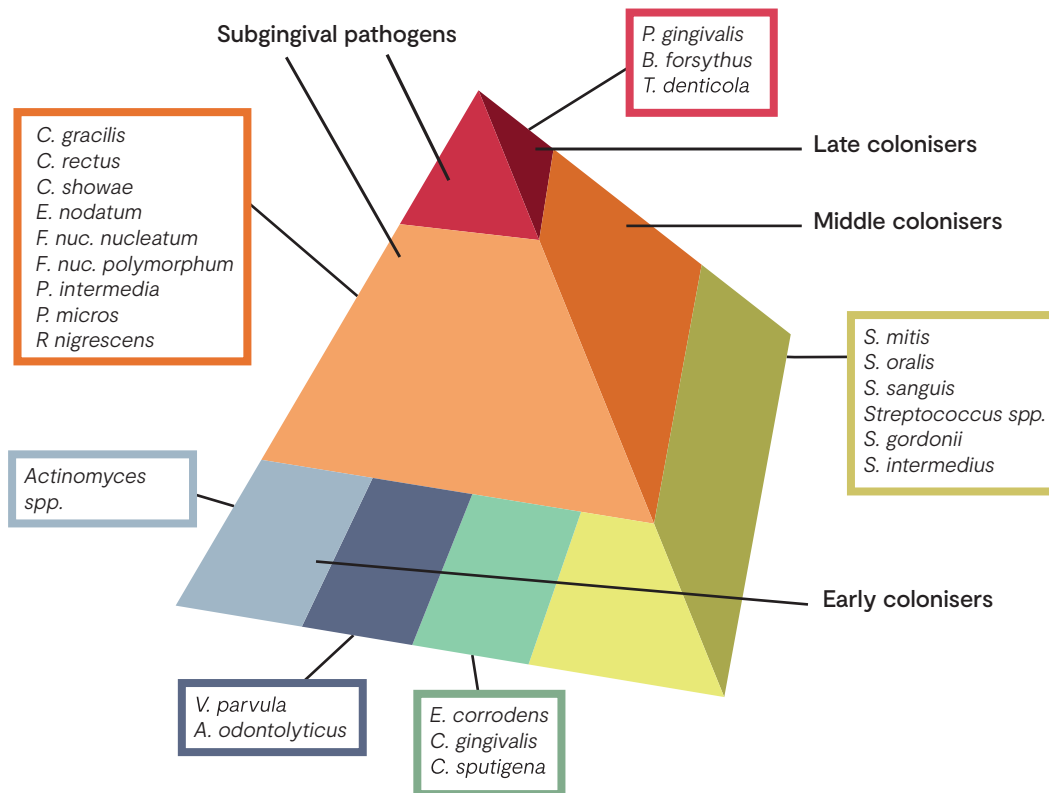 Subgingival pathogens
P. gingivalis
B. forsythus
T. denticola
C. gracilis
C. rectus
C. showae
E. nodatum
F. nuc. nucleatum
F. nuc. polymorphum
P. intermedia
P. micros
R nigrescens
Late colonisers
Middle colonisers
S. mitis
S. oralis
S. sanguis
Streptococcus spp.
S. gordonii
S. intermedius
Actinomyces
spp.
Early colonisers
V. parvula
A. odontolyticus
E. corrodens
C. gingivalis
C. sputigena